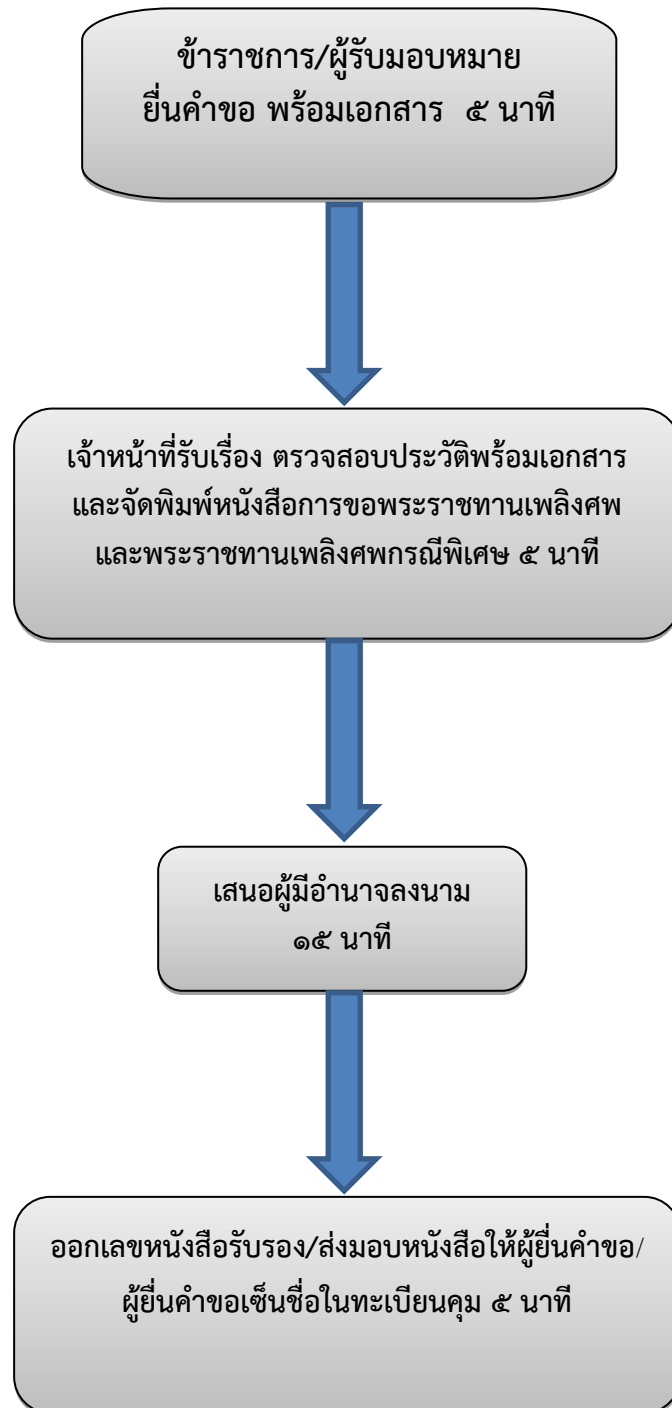 ข้าราชการ/ผู้รับมอบหมาย
ยื่นคำขอ พร้อมเอกสาร ๕ นาที
เจ้าหน้าที่รับเรื่อง ตรวจสอบประวัติพร้อมเอกสาร
และจัดพิมพ์หนังสือการขอพระราชทานเพลิงศพ
และพระราชทานเพลิงศพกรณีพิเศษ ๕ นาที
เสนอผู้มีอำนาจลงนาม
๑๕ นาที
ออกเลขหนังสือรับรอง/ส่งมอบหนังสือให้ผู้ยื่นคำขอ/
ผู้ยื่นคำขอเซ็นชื่อในทะเบียนคุม ๕ นาที